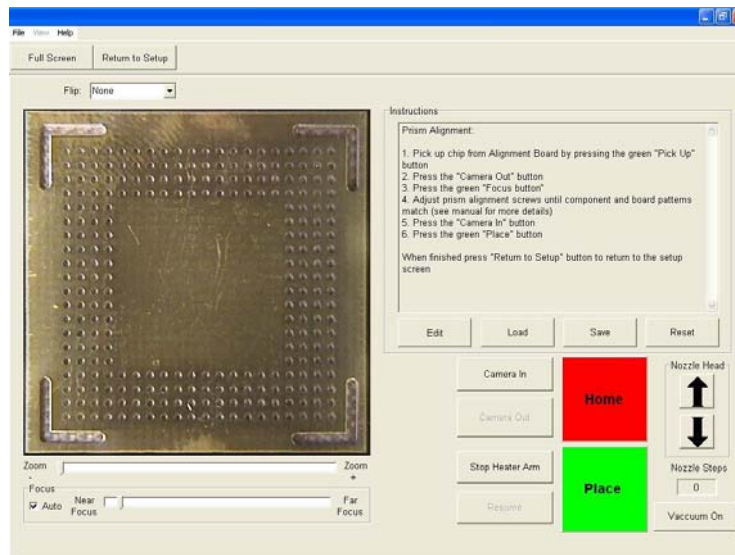 File View Help
Full Screen Return to Setup
Flip: None
Instructions
Prism Alignment:
1. Pick up chip from Alignment Board by pressing the green "Pick Up"
button
2. Press the "Camera Out" button
3. Press the green "Focus button"
4. Adjust prism alignment screws until component and board patterns
match (see manual for more details)
5. Press the "Camera In" button
6. Press the green "Place" button
When finished press "Return to Setup" button to return to the setup
screen
Edit Load Save Reset
Camera In
Camera Out
Home
Nozzle Head
Zoom
-
Zoom
+
Focus
Auto
Near
Focus
Far
Focus
Stop Heater Arm
Resume
Place
Nozzle Steps
0
Vaccuum On